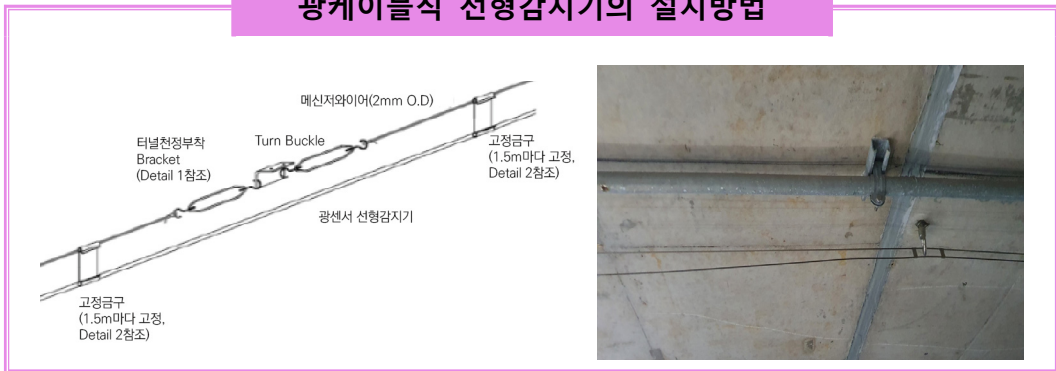 광케이블식 선형감지기의 설치방법
메신저와이어(2mm O.D)
터널천정부착
Bracket
(Detail 1참조)
Turn Buckle
고정금구
(1.5m마다 고정,
Detail 2참조)
광센서 선형감지기
고정금구
(1.5m마다 고정,
Detail 2참조)